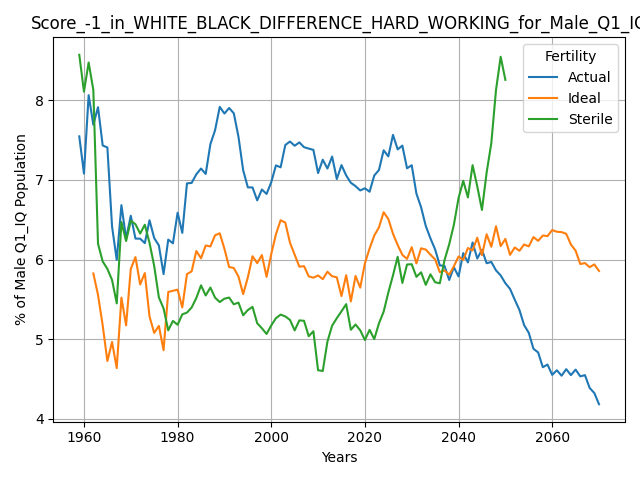 Score_-1_in_WHITE_BLACK_DIFFERENCE_HARD_WORKING_for_Male_Q1_IQ
% of Male Q1_IQ Population
8
7
6
5
4
1960 1980 2000 2020 2040 2060
Years
Fertility
Actual
Ideal
Sterile